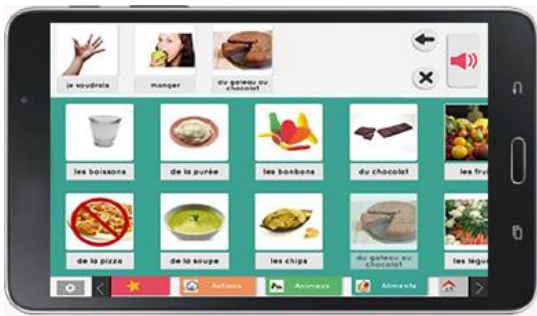 je voudrais
manger
du gateau au
chocolat
les boissons
de la purée
les bonbons
du chocolat
les frui
de la pizza
de la soupe
les chips
du gateau au
chocolat
les légu
Actions
Animaux
Aliments